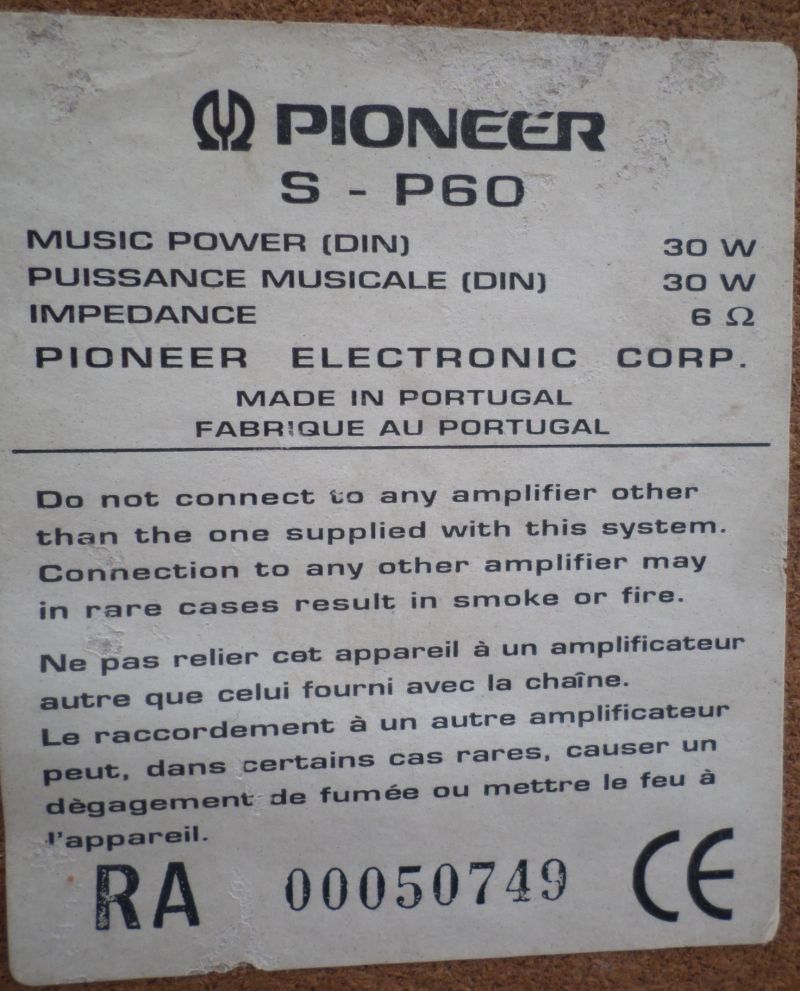 PIONEER
S - P60
MUSIC POWER (DIN) 30 W
PUISSANCE MUSICALE (DIN) 30 W
IMPEDANCE 6 Ω
PIONEER ELECTRONIC CORP.
MADE IN PORTUGAL
FABRIQUE AU PORTUGAL
Do not connect to any amplifier other
than the one supplied with this system.
Connection to any other amplifier may
in rare cases result in smoke or fire.
Ne pas relier cet appareil à un amplificateur
autre que celui fourni avec la chaîne.
Le raccordement à un autre amplificateur
peut, dans certains cas rares, causer un
dègagement de fumée ou mettre le feu à
l'appareil.
RA 00050749 CE